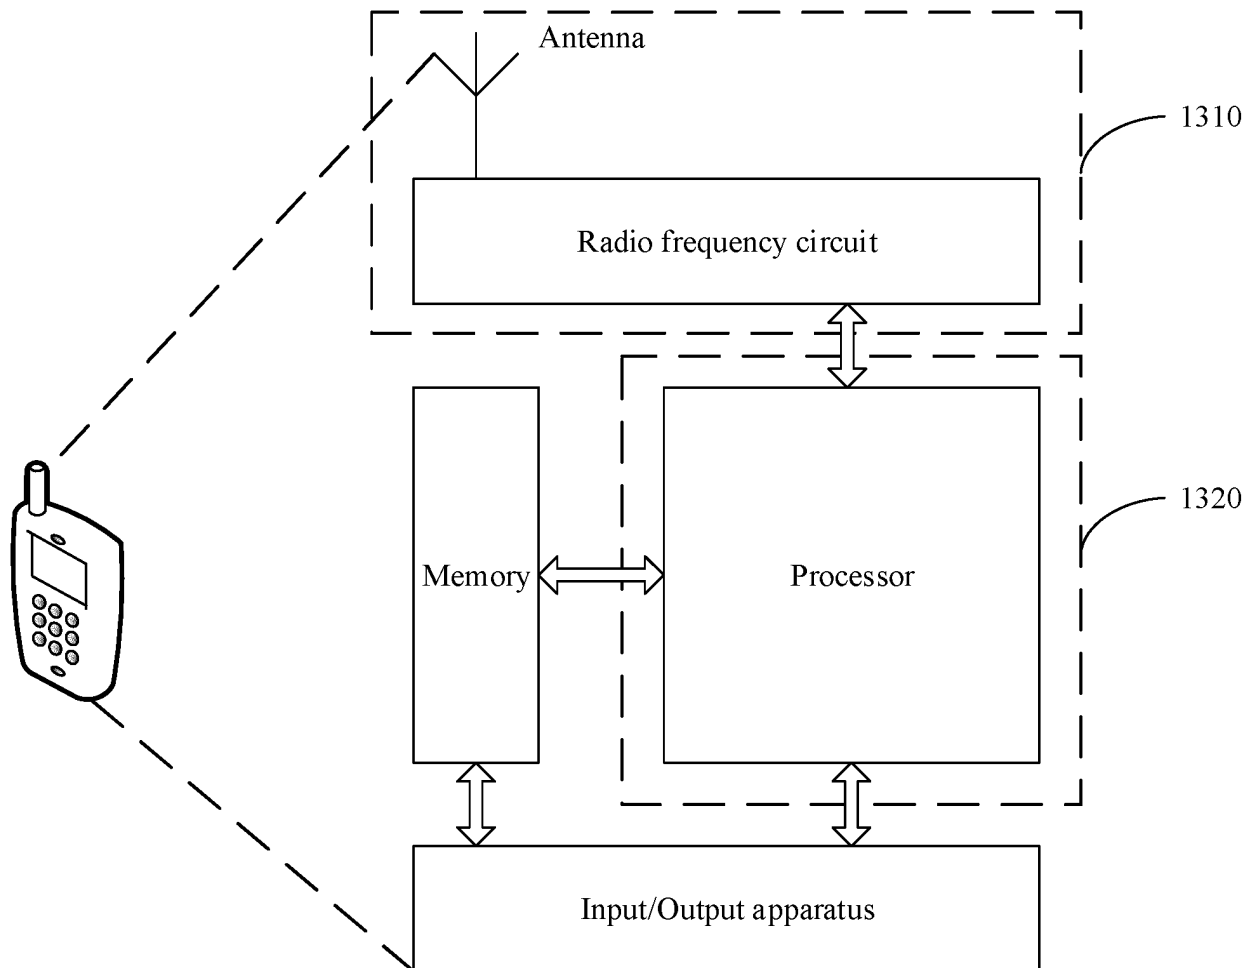 Antenna
1310
Radio frequency circuit
1320
Memory
Processor
Input/Output apparatus